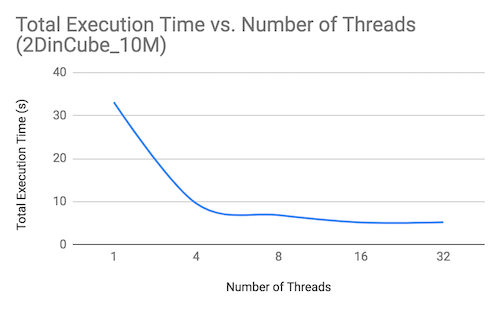 Total Execution Time vs. Number of Threads
(2DinCube_10M)
Total Execution Time (s)
40
30
20
10
0
1 4 8 16 32
Number of Threads